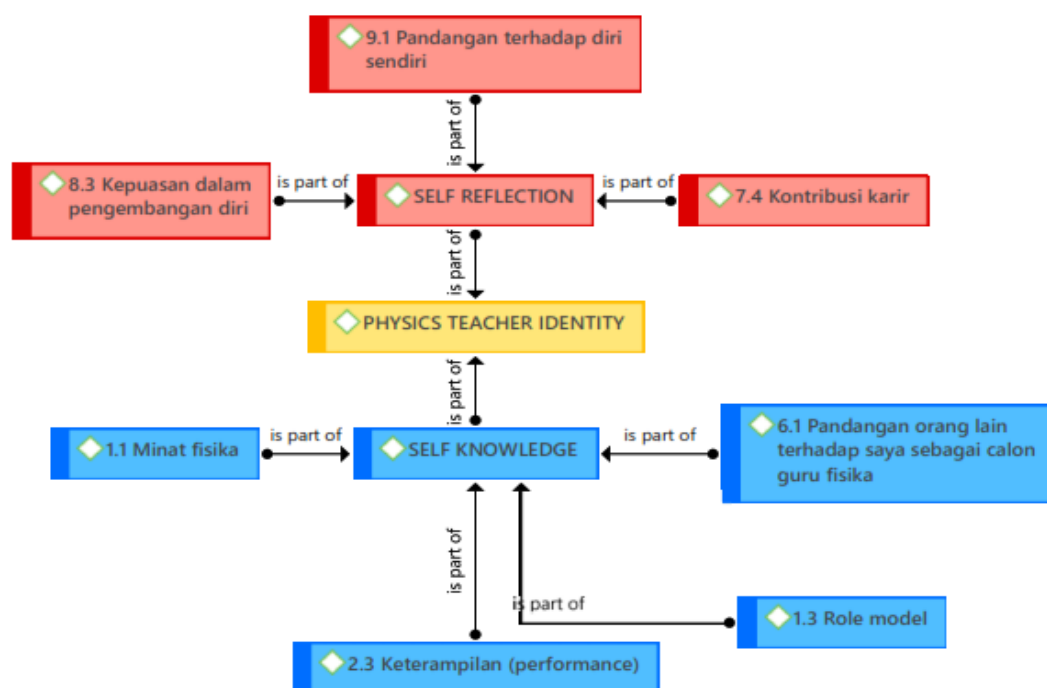 9.1 Pandangan terhadap diri
sendiri
is part of
8.3 Kepuasan dalam
pengembangan diri
is part of
SELF REFLECTION
is part of
7.4 Kontribusi karir
is part of
PHYSICS TEACHER IDENTITY
is part of
1.1 Minat fisika
is part of
SELF KNOWLEDGE
is part of
6.1 Pandangan orang lain
terhadap saya sebagai calon
guru fisika
is part of
is part of
1.3 Role model
2.3 Keterampilan (performance)